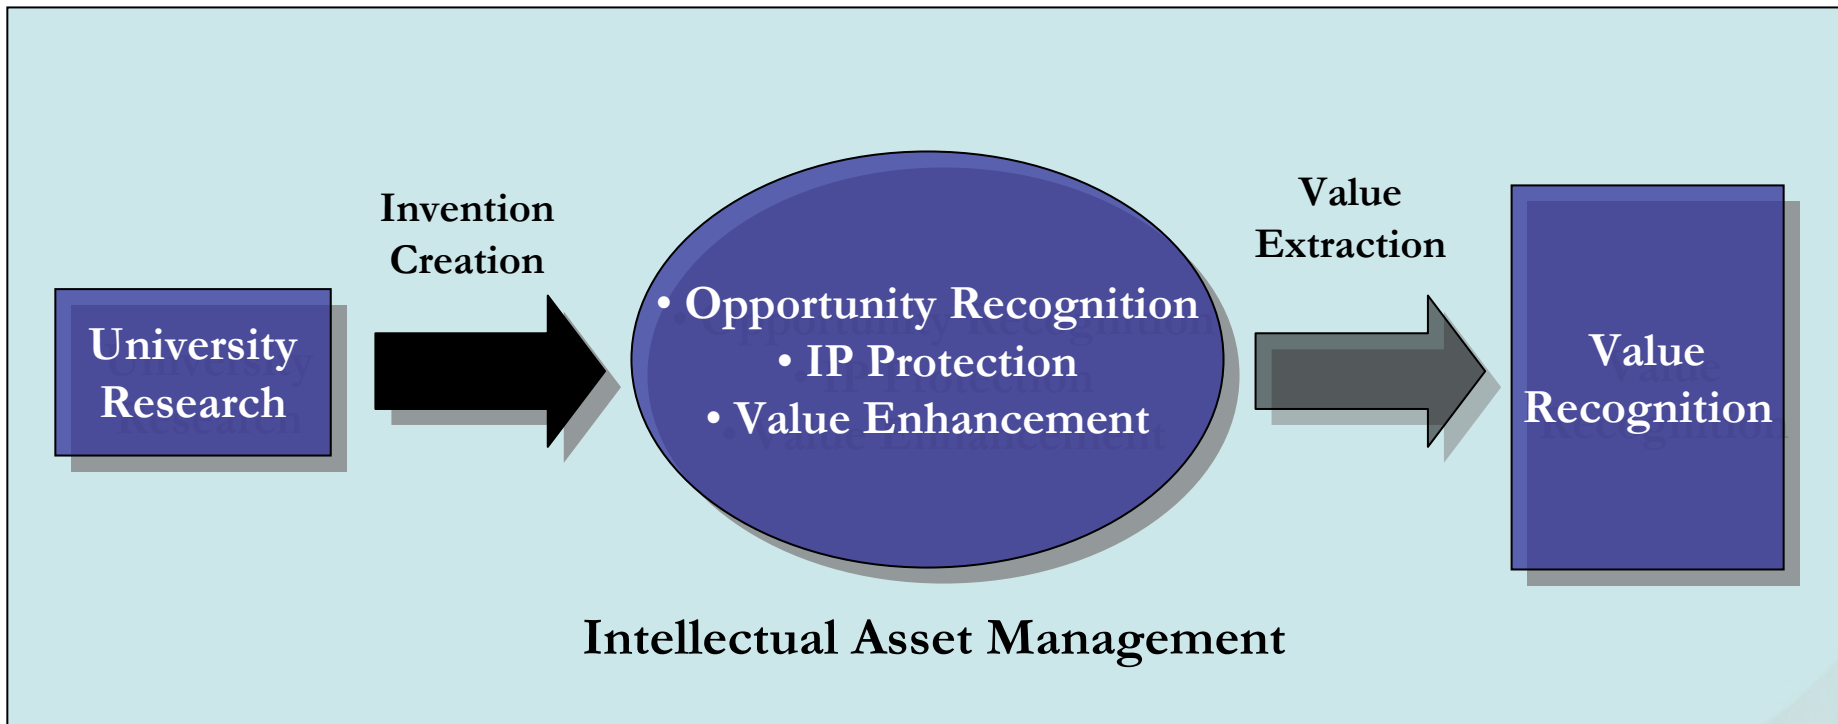 University
Research
Invention
Creation
• Opportunity Recognition
• IP Protection
• Value Enhancement
Value
Extraction
Value
Recognition
Intellectual Asset Management